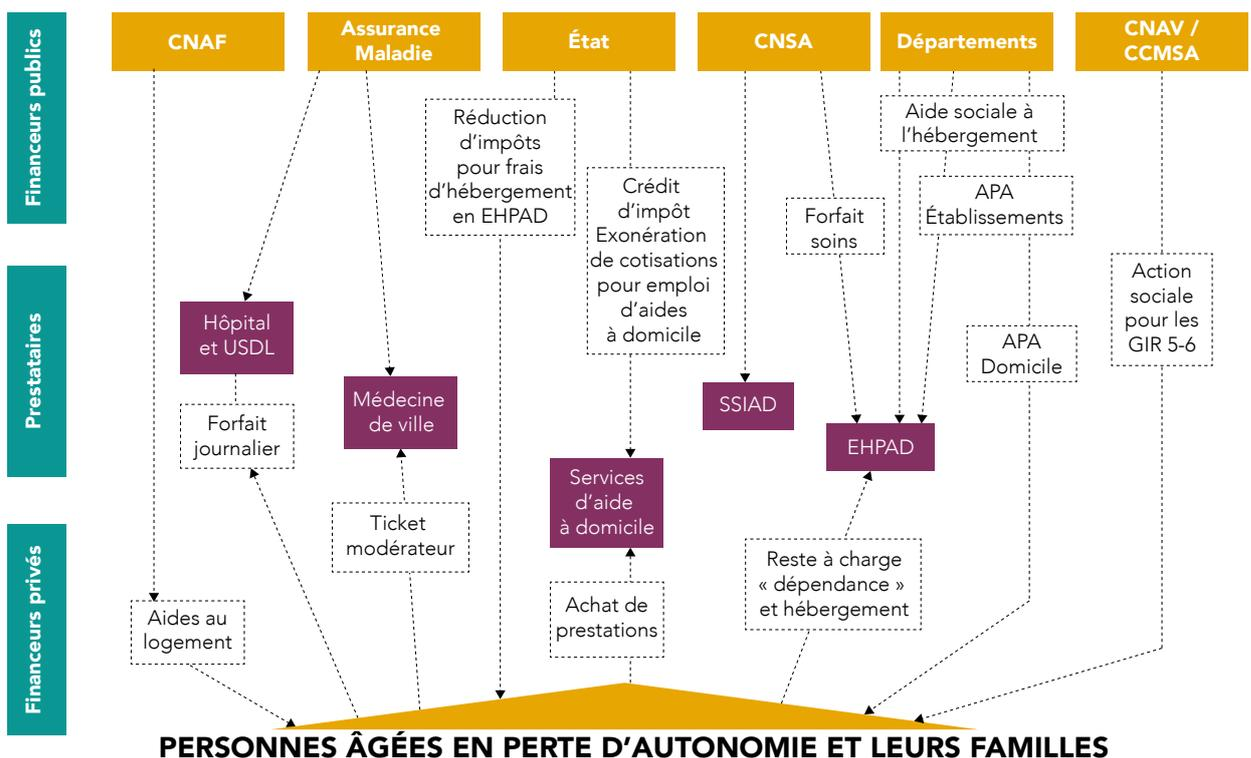 Financeurs publics
CNAF
Assurance
Maladie
État
CNSA
Départements
CNAV /
CCMSA
Réduction
d'impôts
pour frais
d'hébergement
en EHPAD
Crédit
d'impôt
Exonération
de cotisations
pour emploi
d'aides
à domicile
Forfait
soins
Aide sociale à
l'hébergement
APA
Établissements
APA
Domicile
Action
sociale
pour les
GIR 5-6
Prestataires
Hôpital
et USDL
Forfait
journalier
Médecine
de ville
Services
d'aide
à domicile
SSIAD
EHPAD
Financeurs privés
Aides au
logement
Ticket
modérateur
Achat de
prestations
Reste à charge
« dépendance »
et hébergement
PERSONNES ÂGÉES EN PERTE D'AUTONOMIE ET LEURS FAMILLES